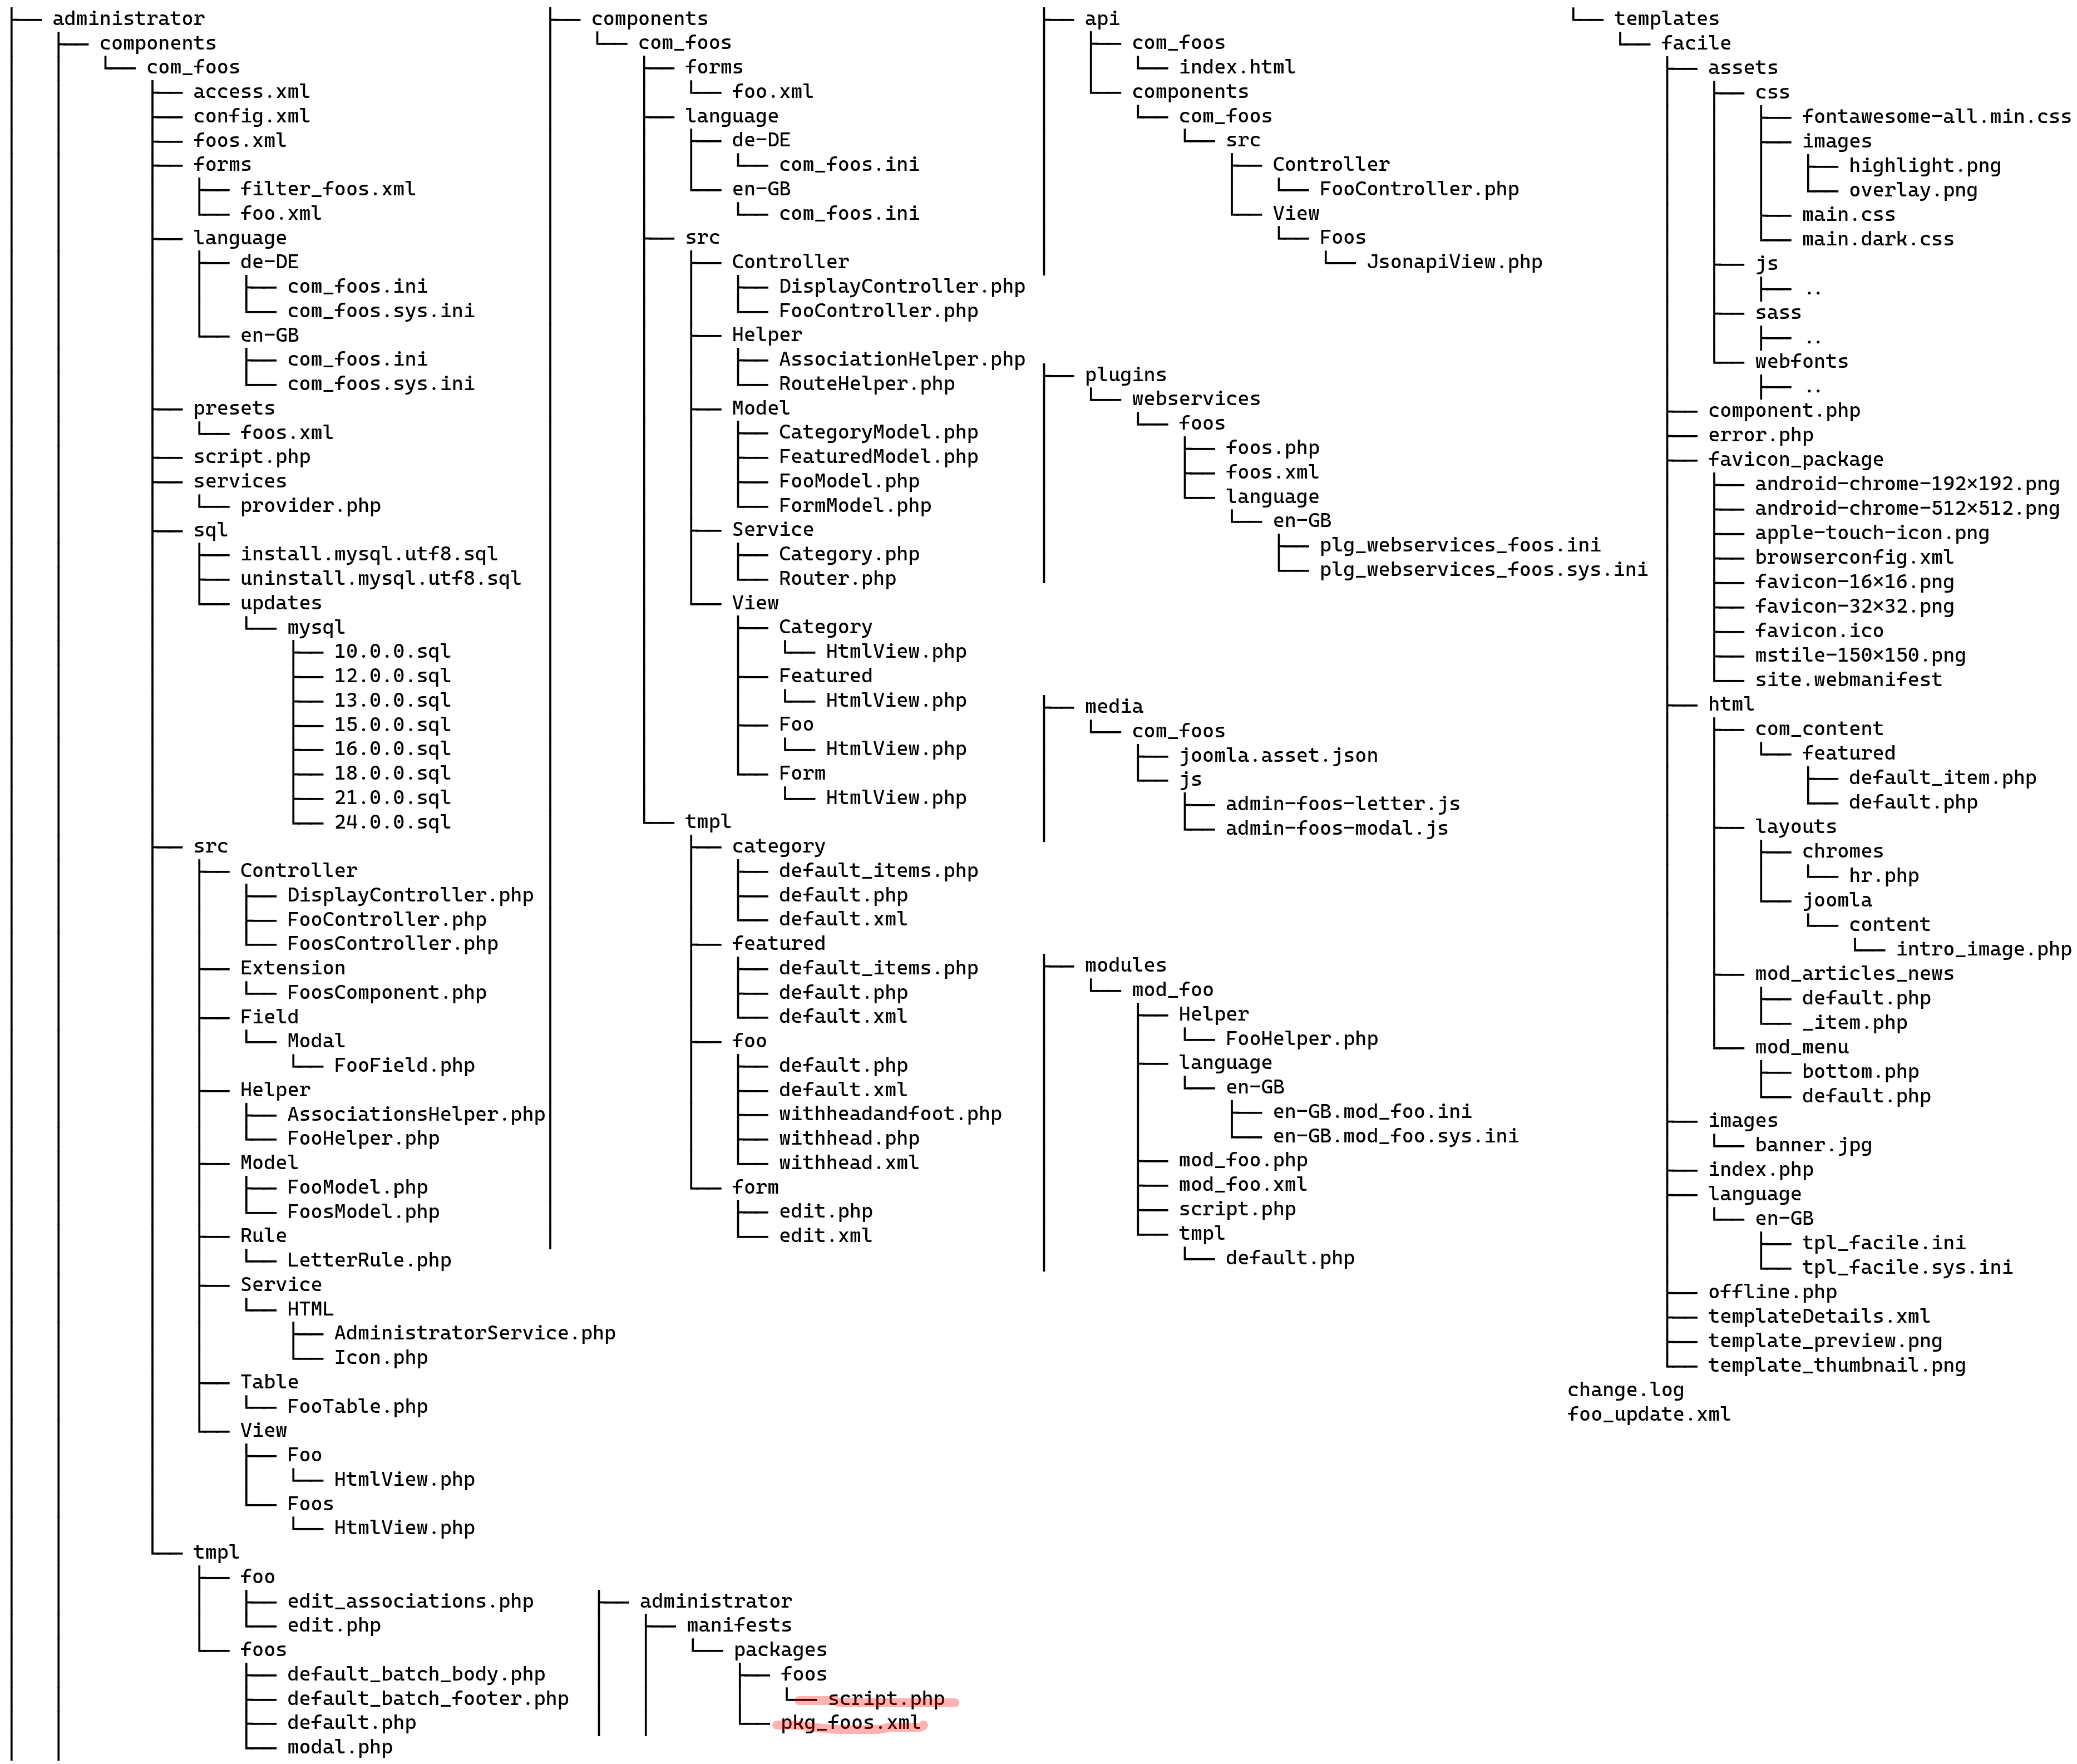 ├── administrator
│   ├── components
│   │   └── com_foos
│   │       ├── access.xml
│   │       ├── config.xml
│   │       ├── foos.xml
│   │       ├── forms
│   │       │   ├── filter_foos.xml
│   │       │   └── foo.xml
│   │       ├── language
│   │       │   ├── de-DE
│   │       │   │   ├── com_foos.ini
│   │       │   │   └── com_foos.sys.ini
│   │       │   └── en-GB
│   │       │       ├── com_foos.ini
│   │       │       └── com_foos.sys.ini
│   │       ├── presets
│   │       │   └── foos.xml
│   │       ├── script.php
│   │       ├── services
│   │       │   └── provider.php
│   │       ├── sql
│   │       │   ├── install.mysql.utf8.sql
│   │       │   ├── uninstall.mysql.utf8.sql
│   │       │   └── updates
│   │       │       └── mysql
│   │       │           ├── 10.0.0.sql
│   │       │           ├── 12.0.0.sql
│   │       │           ├── 13.0.0.sql
│   │       │           ├── 15.0.0.sql
│   │       │           ├── 16.0.0.sql
│   │       │           ├── 18.0.0.sql
│   │       │           ├── 21.0.0.sql
│   │       │           └── 24.0.0.sql
│   │       ├── src
│   │       │   ├── Controller
│   │       │   │   ├── DisplayController.php
│   │       │   │   ├── FooController.php
│   │       │   │   └── FoosController.php
│   │       │   ├── Extension
│   │       │   │   └── FoosComponent.php
│   │       │   ├── Field
│   │       │   │   └── Modal
│   │       │   │       └── FooField.php
│   │       │   ├── Helper
│   │       │   │   ├── AssociationsHelper.php
│   │       │   │   └── FooHelper.php
│   │       │   ├── Model
│   │       │   │   ├── FooModel.php
│   │       │   │   └── FoosModel.php
│   │       │   ├── Rule
│   │       │   │   └── LetterRule.php
│   │       │   ├── Service
│   │       │   │   └── HTML
│   │       │   │       ├── AdministratorService.php
│   │       │   │       └── Icon.php
│   │       │   ├── Table
│   │       │   │   └── FooTable.php
│   │       │   └── View
│   │       │       ├── Foo
│   │       │       │   └── HtmlView.php
│   │       │       └── Foos
│   │       │           └── HtmlView.php
│   │       └── tmpl
│   │           ├── foo
│   │           │   ├── edit_associations.php
│   │           │   └── edit.php
│   │           └── foos
│   │               ├── default_batch_body.php
│   │               ├── default_batch_footer.php
│   │               ├── default.php
│   │               └── modal.php
├── administrator
│   ├── manifests
│   │   └── packages
│   │       ├── foos
│   │       │   └── script.php
│   │       └── pkg_foos.xml
├── components
│   └── com_foos
│       ├── forms
│       │   └── foo.xml
│       ├── language
│       │   ├── de-DE
│       │   │   └── com_foos.ini
│       │   └── en-GB
│       │       └── com_foos.ini
│       ├── src
│       │   ├── Controller
│       │   │   ├── DisplayController.php
│       │   │   └── FooController.php
│       │   ├── Helper
│       │   │   ├── AssociationHelper.php
│       │   │   └── RouteHelper.php
│       │   ├── Model
│       │   │   ├── CategoryModel.php
│       │   │   ├── FeaturedModel.php
│       │   │   ├── FooModel.php
│       │   │   └── FormModel.php
│       │   ├── Service
│       │   │   ├── Category.php
│       │   │   └── Router.php
│       │   └── View
│       │       ├── Category
│       │       │   └── HtmlView.php
│       │       ├── Featured
│       │       │   └── HtmlView.php
│       │       ├── Foo
│       │       │   └── HtmlView.php
│       │       └── Form
│       │           └── HtmlView.php
│       └── tmpl
│           ├── category
│           │   ├── default_items.php
│           │   ├── default.php
│           │   └── default.xml
│           ├── featured
│           │   ├── default_items.php
│           │   ├── default.php
│           │   └── default.xml
│           ├── foo
│           │   ├── default.php
│           │   ├── default.xml
│           │   ├── withheadandfoot.php
│           │   ├── withhead.php
│           │   └── withhead.xml
│           └── form
│               ├── edit.php
│               └── edit.xml
├── api
│   ├── com_foos
│   │   └── index.html
│   └── components
│       └── com_foos
│           └── src
│               ├── Controller
│               │   └── FooController.php
│               └── View
│                   └── Foos
│                       └── JsonapiView.php
├── plugins
│   └── webservices
│       └── foos
│           ├── foos.php
│           ├── foos.xml
│           └── language
│               └── en-GB
│                   ├── plg_webservices_foos.ini
│                   └── plg_webservices_foos.sys.ini
├── media
│   └── com_foos
│       ├── joomla.asset.json
│       └── js
│           ├── admin-foos-letter.js
│           └── admin-foos-modal.js
├── modules
│   └── mod_foo
│       ├── Helper
│       │   └── FooHelper.php
│       ├── language
│       │   └── en-GB
│       │       ├── en-GB.mod_foo.ini
│       │       └── en-GB.mod_foo.sys.ini
│       ├── mod_foo.php
│       ├── mod_foo.xml
│       ├── script.php
│       └── tmpl
│           └── default.php
└── templates
    └── facile
        ├── assets
        │   ├── css
        │   │   ├── fontawesome-all.min.css
        │   │   ├── images
        │   │   │   ├── highlight.png
        │   │   │   └── overlay.png
        │   │   ├── main.css
        │   │   └── main.dark.css
        │   ├── js
        │   │   ├── ..
        │   ├── sass
        │   │   ├── ..
        │   └── webfonts
        │       ├── ..
        ├── component.php
        ├── error.php
        ├── favicon_package
        │   ├── android-chrome-192×192.png
        │   ├── android-chrome-512×512.png
        │   ├── apple-touch-icon.png
        │   ├── browserconfig.xml
        │   ├── favicon-16×16.png
        │   ├── favicon-32×32.png
        │   ├── favicon.ico
        │   ├── mstile-150×150.png
        │   └── site.webmanifest
        ├── html
        │   ├── com_content
        │   │   └── featured
        │   │       ├── default_item.php
        │   │       └── default.php
        │   ├── layouts
        │   │   ├── chromes
        │   │   │   └── hr.php
        │   │   └── joomla
        │   │       └── content
        │   │           └── intro_image.php
        │   ├── mod_articles_news
        │   │   ├── default.php
        │   │   └── _item.php
        │   └── mod_menu
        │       ├── bottom.php
        │       └── default.php
        ├── images
        │   └── banner.jpg
        ├── index.php
        ├── language
        │   └── en-GB
        │       ├── tpl_facile.ini
        │       └── tpl_facile.sys.ini
        ├── offline.php
        ├── templateDetails.xml
        ├── template_preview.png
        └── template_thumbnail.png
change.log
foo_update.xml